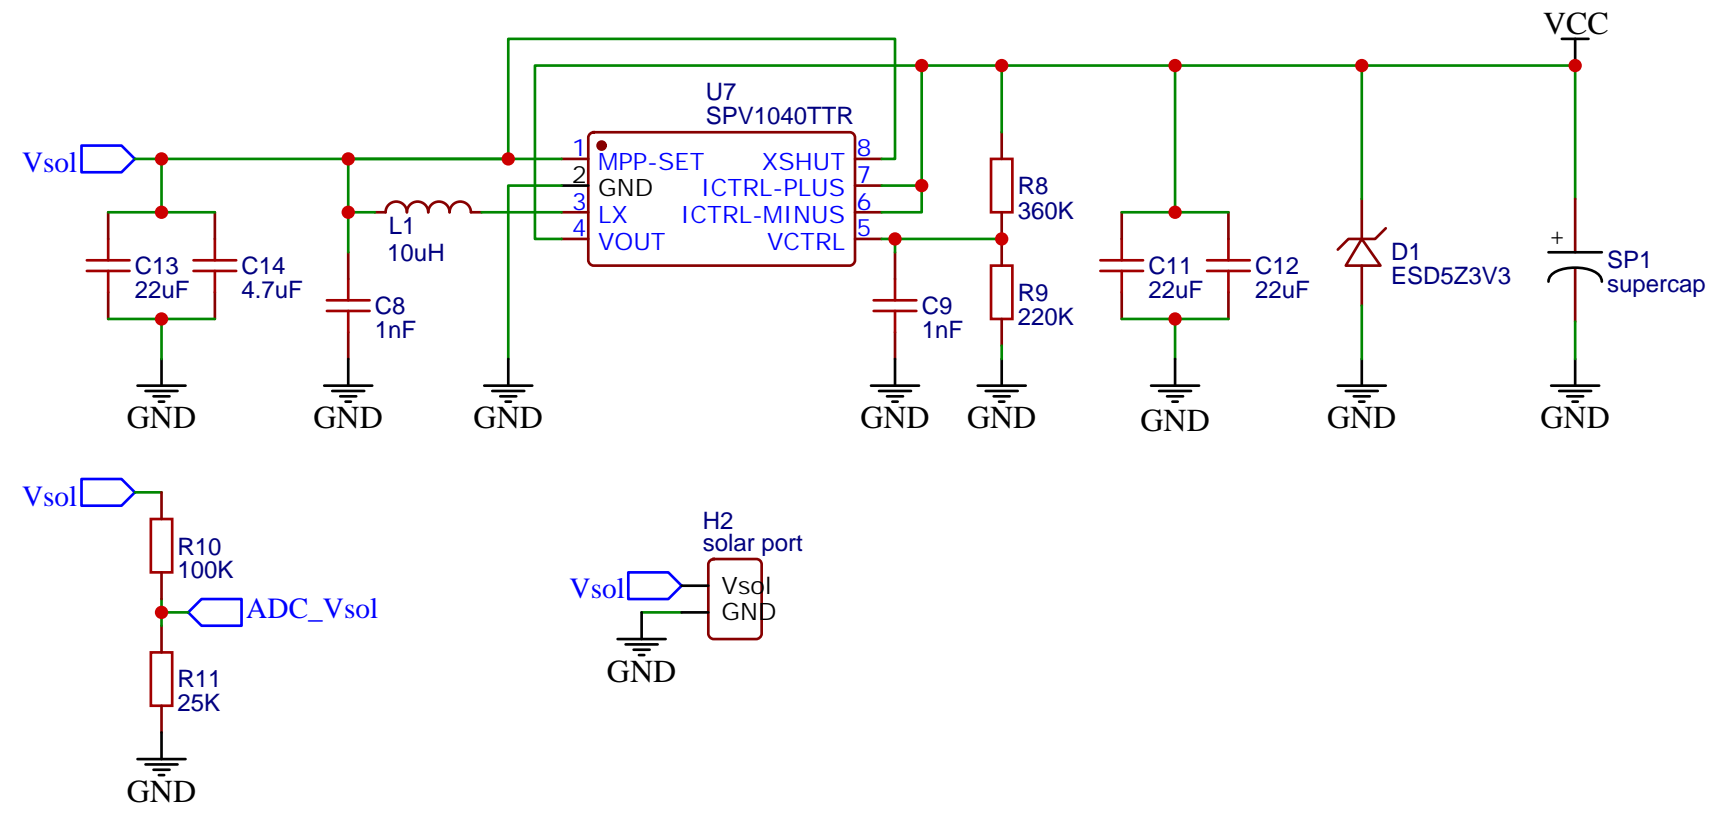 VCC
U7
SPV1040TTR
Vsol
1
MPP-SET
XSHUT
8
2
GND
ICTRL-PLUS
7
3
LX
ICTRL-MINUS
6
4
VOUT
VCTRL
5
R8
360K
L1
10uH
C13
22uF
C14
4.7uF
C8
1nF
C9
1nF
R9
220K
C11
22uF
C12
22uF
D1
ESD5Z3V3
+
SP1
supercap
GND
GND
GND
GND
GND
GND
GND
GND
Vsol
R10
100K
ADC_Vsol
R11
25K
GND
H2
solar port
Vsol
Vsol
GND
GND